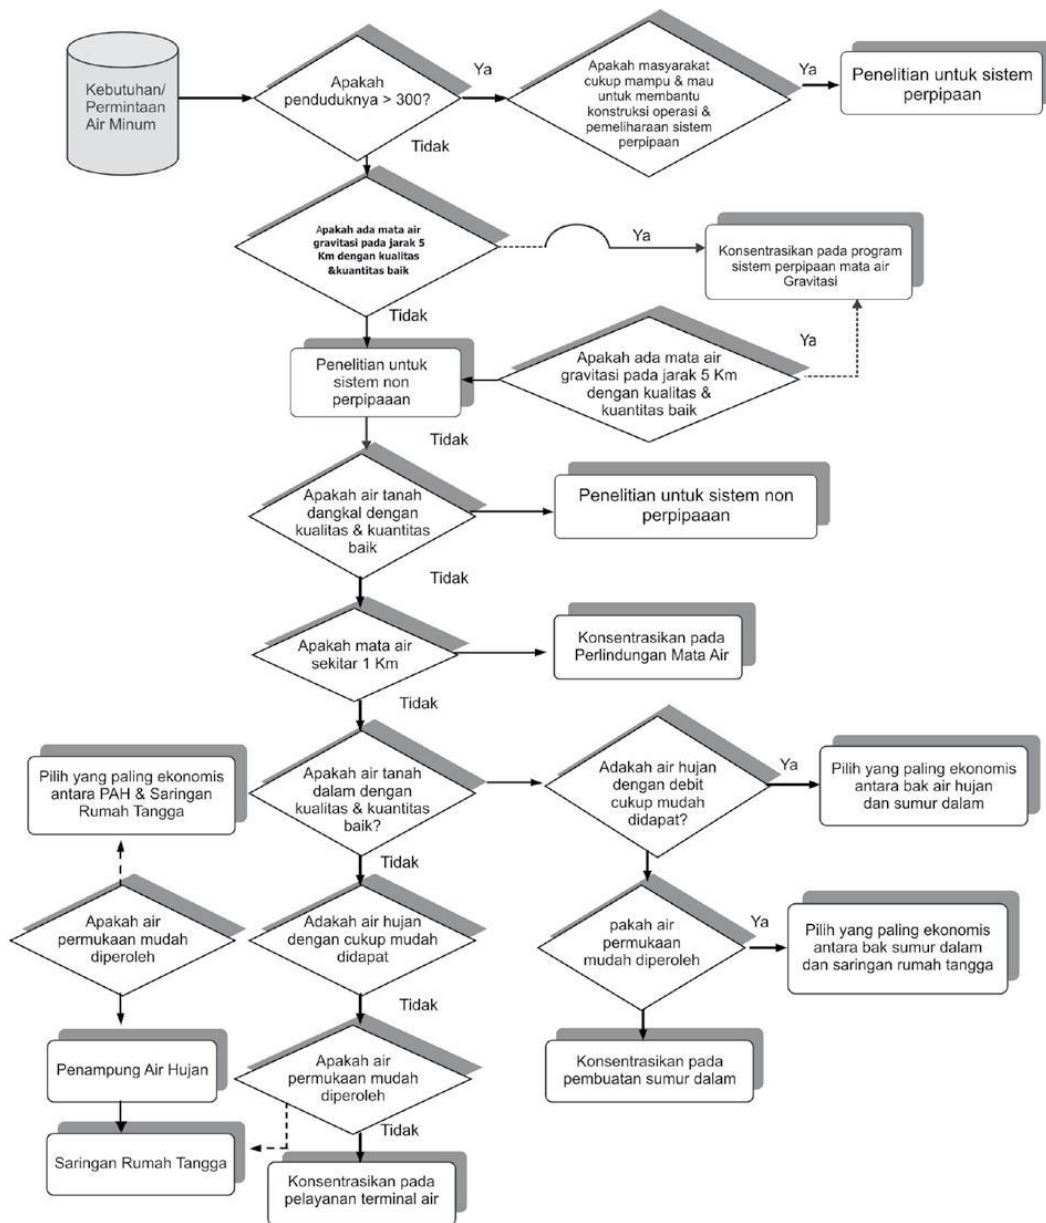 Kebutuhan/
Permintaan
Air Minum
Apakah
penduduknya > 300?
Ya
Apakah masyarakat
cukup mampu & mau
untuk membantu
konstruksi operasi &
pemeliharaan sistem
perpipaan
Ya
Penelitian untuk sistem
perpipaan
Tidak
Apakah ada mata air
gravitasi pada jarak 5
Km dengan kualitas
&kuantitas baik
Ya
Konsentrasikan pada program
sistem perpipaan mata air
Gravitasi
Tidak
Penelitian untuk
sistem non
perpipaaan
Apakah ada mata air
gravitasi pada jarak 5 Km
dengan kualitas &
kuantitas baik
Ya
Tidak
Apakah air tanah
dangkal dengan
kualitas & kuantitas
baik
Penelitian untuk sistem non
perpipaaan
Tidak
Apakah mata air
sekitar 1 Km
Konsentrasikan pada
Perlindungan Mata Air
Tidak
Pilih yang paling ekonomis
antara PAH & Saringan
Rumah Tangga
Apakah air tanah
dalam dengan
kualitas & kuantitas
baik?
Adakah air hujan
dengan debit
cukup mudah
didapat?
Ya
Pilih yang paling ekonomis
antara bak air hujan
dan sumur dalam
Tidak
Apakah air
permukaan mudah
diperoleh
Adakah air hujan
dengan cukup mudah
didapat
pakah air
permukaan
mudah diperoleh
Ya
Pilih yang paling ekonomis
antara bak sumur dalam
dan saringan rumah tangga
Tidak
Penampung Air Hujan
Apakah air
permukaan mudah
diperoleh
Konsentrasikan pada
pembuatan sumur dalam
Tidak
Saringan Rumah Tangga
Konsentrasikan pada
pelayanan terminal air